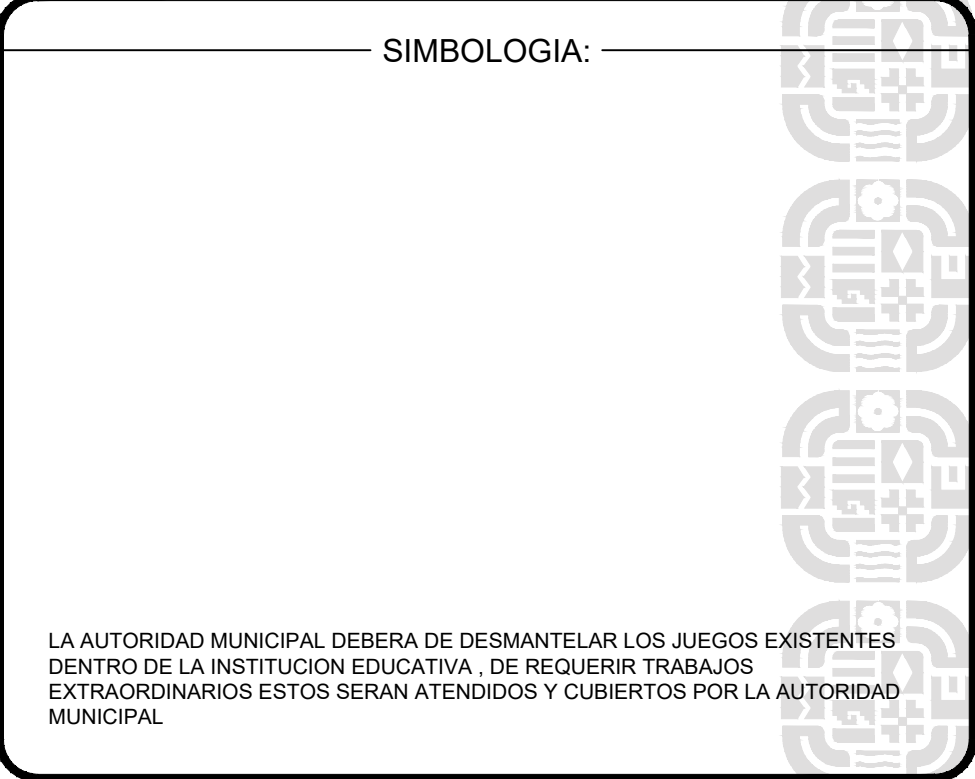 SIMBOLOGIA:
LA AUTORIDAD MUNICIPAL DEBERA DE DESMANTELAR LOS JUEGOS EXISTENTES
DENTRO DE LA INSTITUCION EDUCATIVA , DE REQUERIR TRABAJOS
EXTRAORDINARIOS ESTOS SERAN ATENDIDOS Y CUBIERTOS POR LA AUTORIDAD
MUNICIPAL